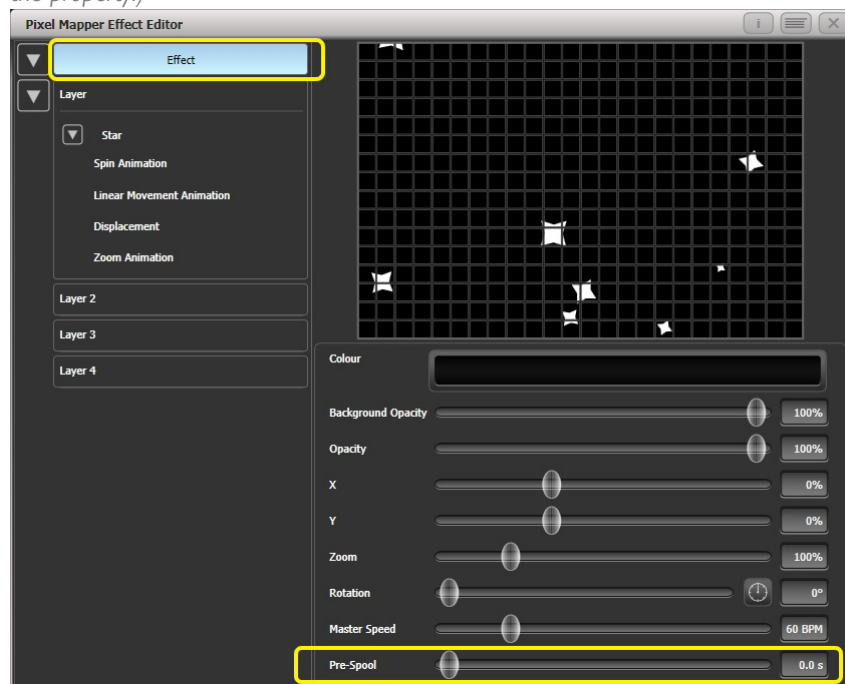 the property.)
Pixel Mapper Effect Editor
Effect
Layer
Star
Spin Animation
Linear Movement Animation
Displacement
Zoom Animation
Layer 2
Layer 3
Layer 4
Colour
Background Opacity 100%
Opacity 100%
X 0%
Y 0%
Zoom 100%
Rotation 0°
Master Speed 60 BPM
Pre-Spool 0.0 s